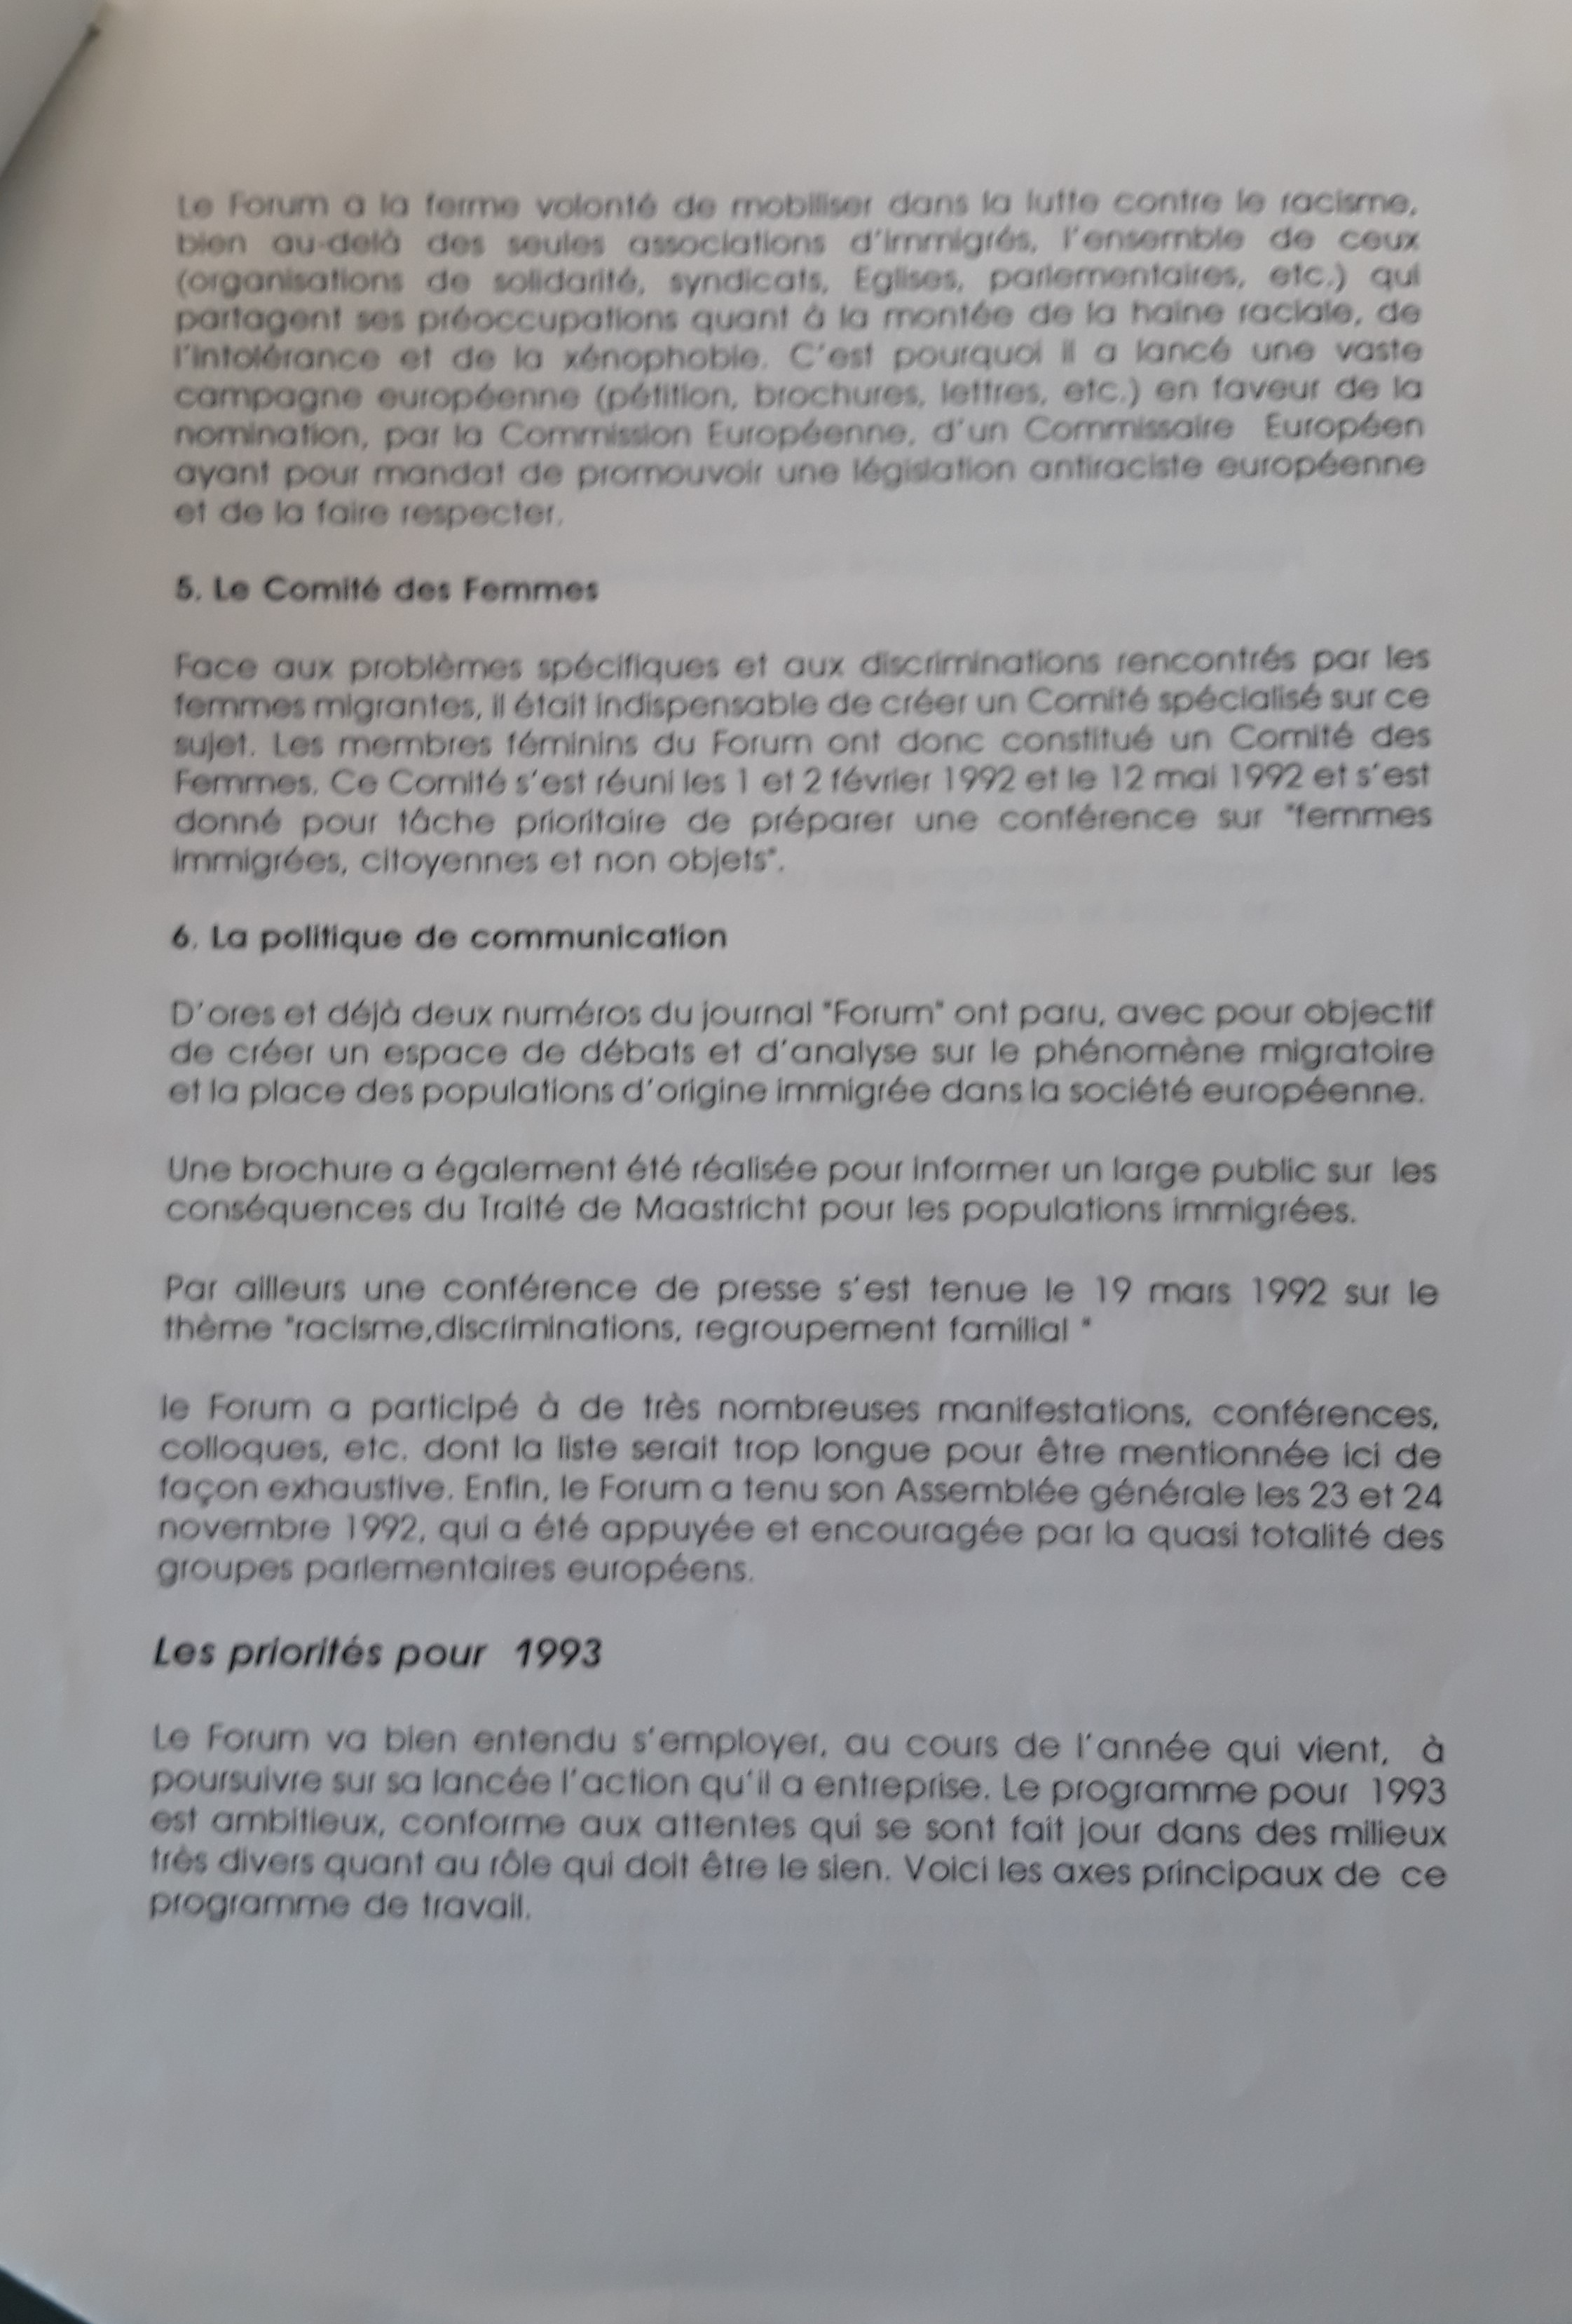 Le Forum a la ferme volonté de mobiliser dans la lutte contre le racisme,
bien au-delà des seules associations d'immigrés, l'ensemble de ceux
(organisations de solidarité, syndicats, Eglises, parlementaires, etc.) qui
partagent ses préoccupations quant à la montée de la haine raciale, de
l'intolérance et de la xénophobie. C'est pourquoi il a lancé une vaste
campagne européenne (pétition, brochures, lettres, etc.) en faveur de la
nomination, par la Commission Européenne, d'un Commissaire Européen
ayant pour mandat de promouvoir une législation antiraciste européenne
et de la faire respecter.
5. Le Comité des Femmes
Face aux problèmes spécifiques et aux discriminations rencontrés par les
femmes migrantes, il était indispensable de créer un Comité spécialisé sur ce
sujet. Les membres féminins du Forum ont donc constitué un Comité des
Femmes. Ce Comité s'est réuni les 1 et 2 février 1992 et le 12 mai 1992 et s'est
donné pour tâche prioritaire de préparer une conférence sur "femmes
immigrées, citoyennes et non objets".
6. La politique de communication
D'ores et déjà deux numéros du journal "Forum" ont paru, avec pour objectif
de créer un espace de débats et d'analyse sur le phénomène migratoire
et la place des populations d'origine immigrée dans la société européenne.
Une brochure a également été réalisée pour informer un large public sur les
conséquences du Traité de Maastricht pour les populations immigrées.
Par ailleurs une conférence de presse s'est tenue le 19 mars 1992 sur le
thème "racisme,discriminations, regroupement familial "
le Forum a participé à de très nombreuses manifestations, conférences,
colloques, etc. dont la liste serait trop longue pour être mentionnée ici de
façon exhaustive. Enfin, le Forum a tenu son Assemblée générale les 23 et 24
novembre 1992, qui a été appuyée et encouragée par la quasi totalité des
groupes parlementaires européens.
Les priorités pour 1993
Le Forum va bien entendu s'employer, au cours de l'année qui vient, à
poursuivre sur sa lancée l'action qu'il a entreprise. Le programme pour 1993
est ambitieux, conforme aux attentes qui se sont fait jour dans des milieux
très divers quant au rôle qui doit être le sien. Voici les axes principaux de ce
programme de travail.